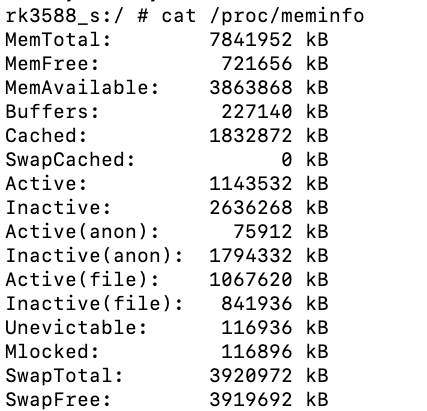 rk3588_s:/ # cat /proc/meminfo
MemTotal:        7841952 kB
MemFree:          721656 kB
MemAvailable:    3863868 kB
Buffers:          227140 kB
Cached:          1832872 kB
SwapCached:            0 kB
Active:          1143532 kB
Inactive:        2636268 kB
Active(anon):      75912 kB
Inactive(anon):  1794332 kB
Active(file):    1067620 kB
Inactive(file):   841936 kB
Unevictable:      116936 kB
Mlocked:          116896 kB
SwapTotal:       3920972 kB
SwapFree:        3919692 kB